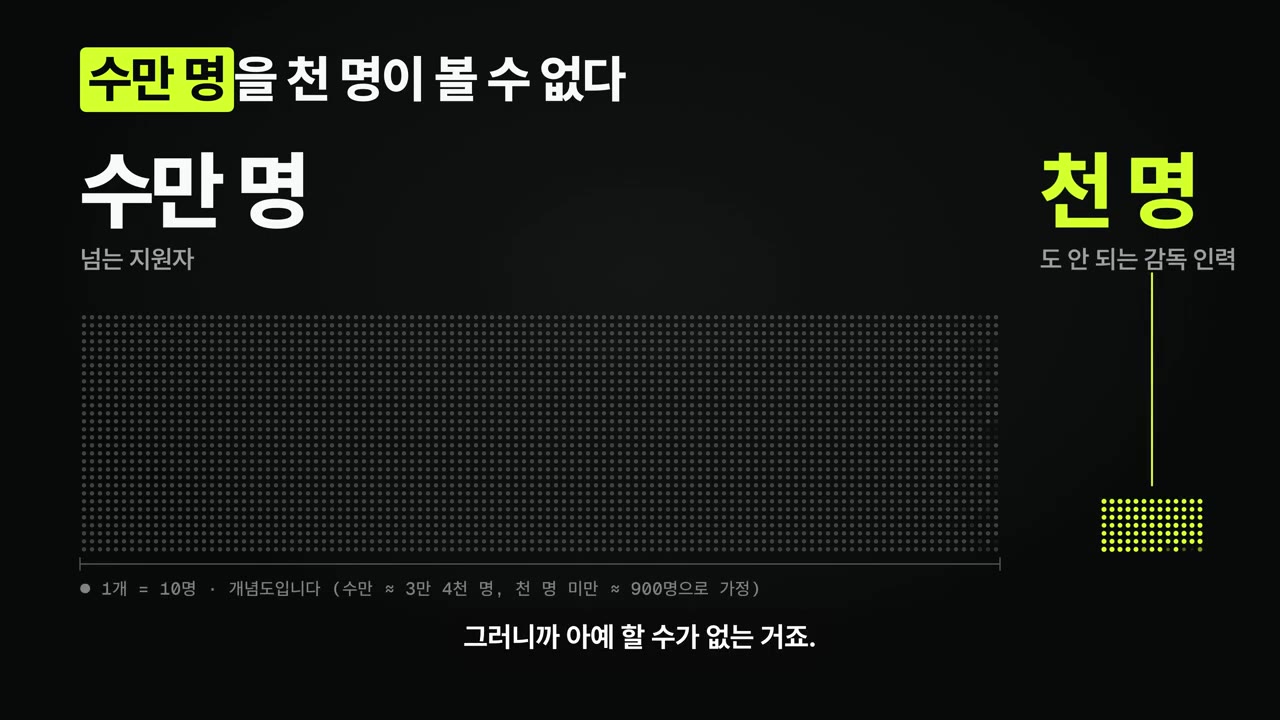 수만 명을 천 명이 볼 수 없다
수만 명
넘는 지원자
천 명
도 안 되는 감독 인력
1개 = 10명 · 개념도입니다 (수만 ≈ 3만 4천 명, 천 명 미만 ≈ 900명으로 가정)
그러니까 아예 할 수가 없는 거죠.